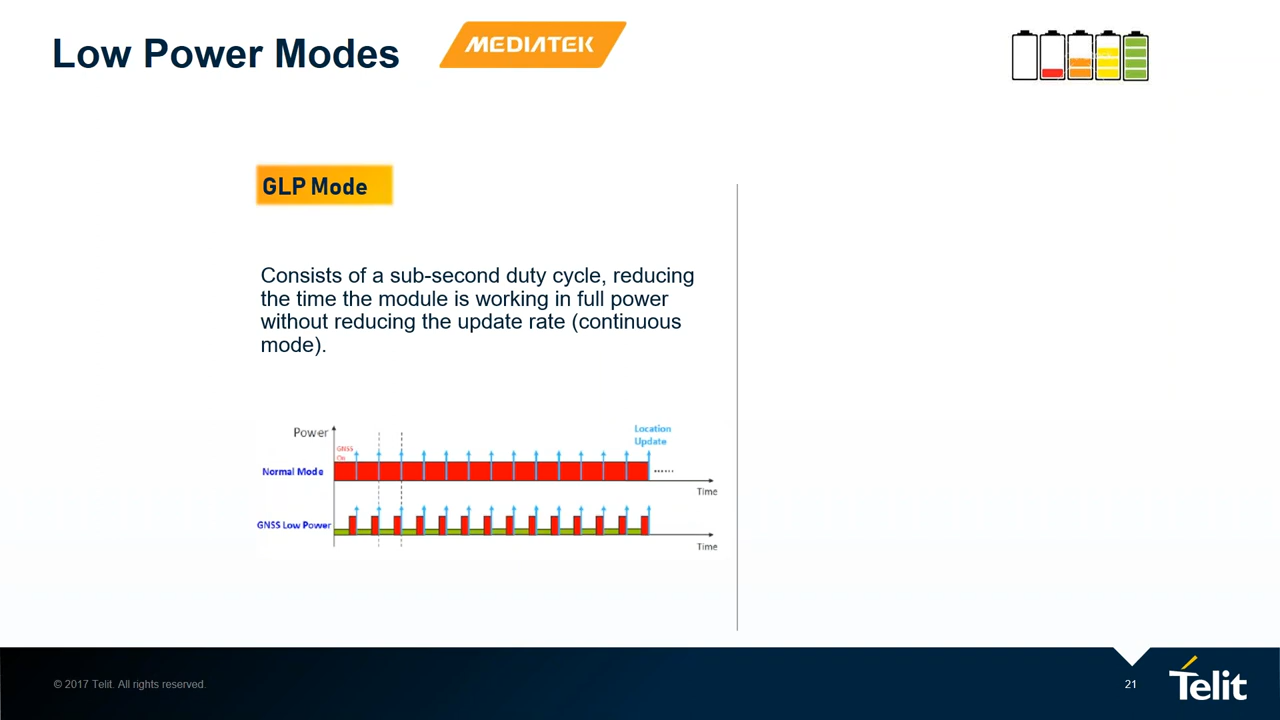 Low Power Modes
MEDIATEK
GLP Mode
Consists of a sub-second duty cycle, reducing
the time the module is working in full power
without reducing the update rate (continuous
mode).
Power
GNSS
On
Location
Update
Normal Mode
......
Time
GNSS Low Power
Time
© 2017 Telit. All rights reserved.
21
Telit